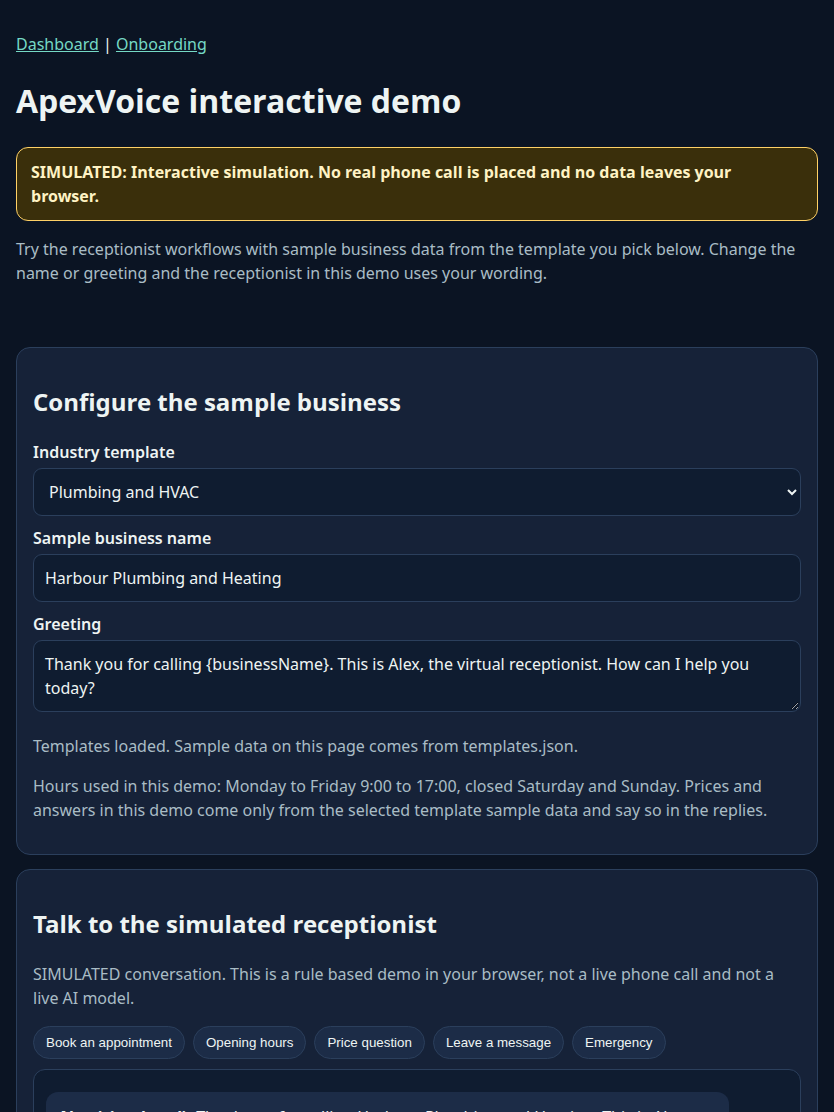 Dashboard | Onboarding
ApexVoice interactive demo
SIMULATED: Interactive simulation. No real phone call is placed and no data leaves your
browser.
Try the receptionist workflows with sample business data from the template you pick below. Change the
name or greeting and the receptionist in this demo uses your wording.
Configure the sample business
Industry template
Plumbing and HVAC
Sample business name
Harbour Plumbing and Heating
Greeting
Thank you for calling {businessName}. This is Alex, the virtual receptionist. How can I help you
today?
Templates loaded. Sample data on this page comes from templates.json.
Hours used in this demo: Monday to Friday 9:00 to 17:00, closed Saturday and Sunday. Prices and
answers in this demo come only from the selected template sample data and say so in the replies.
Talk to the simulated receptionist
SIMULATED conversation. This is a rule based demo in your browser, not a live phone call and not a
live AI model.
Book an appointment Opening hours Price question Leave a message Emergency